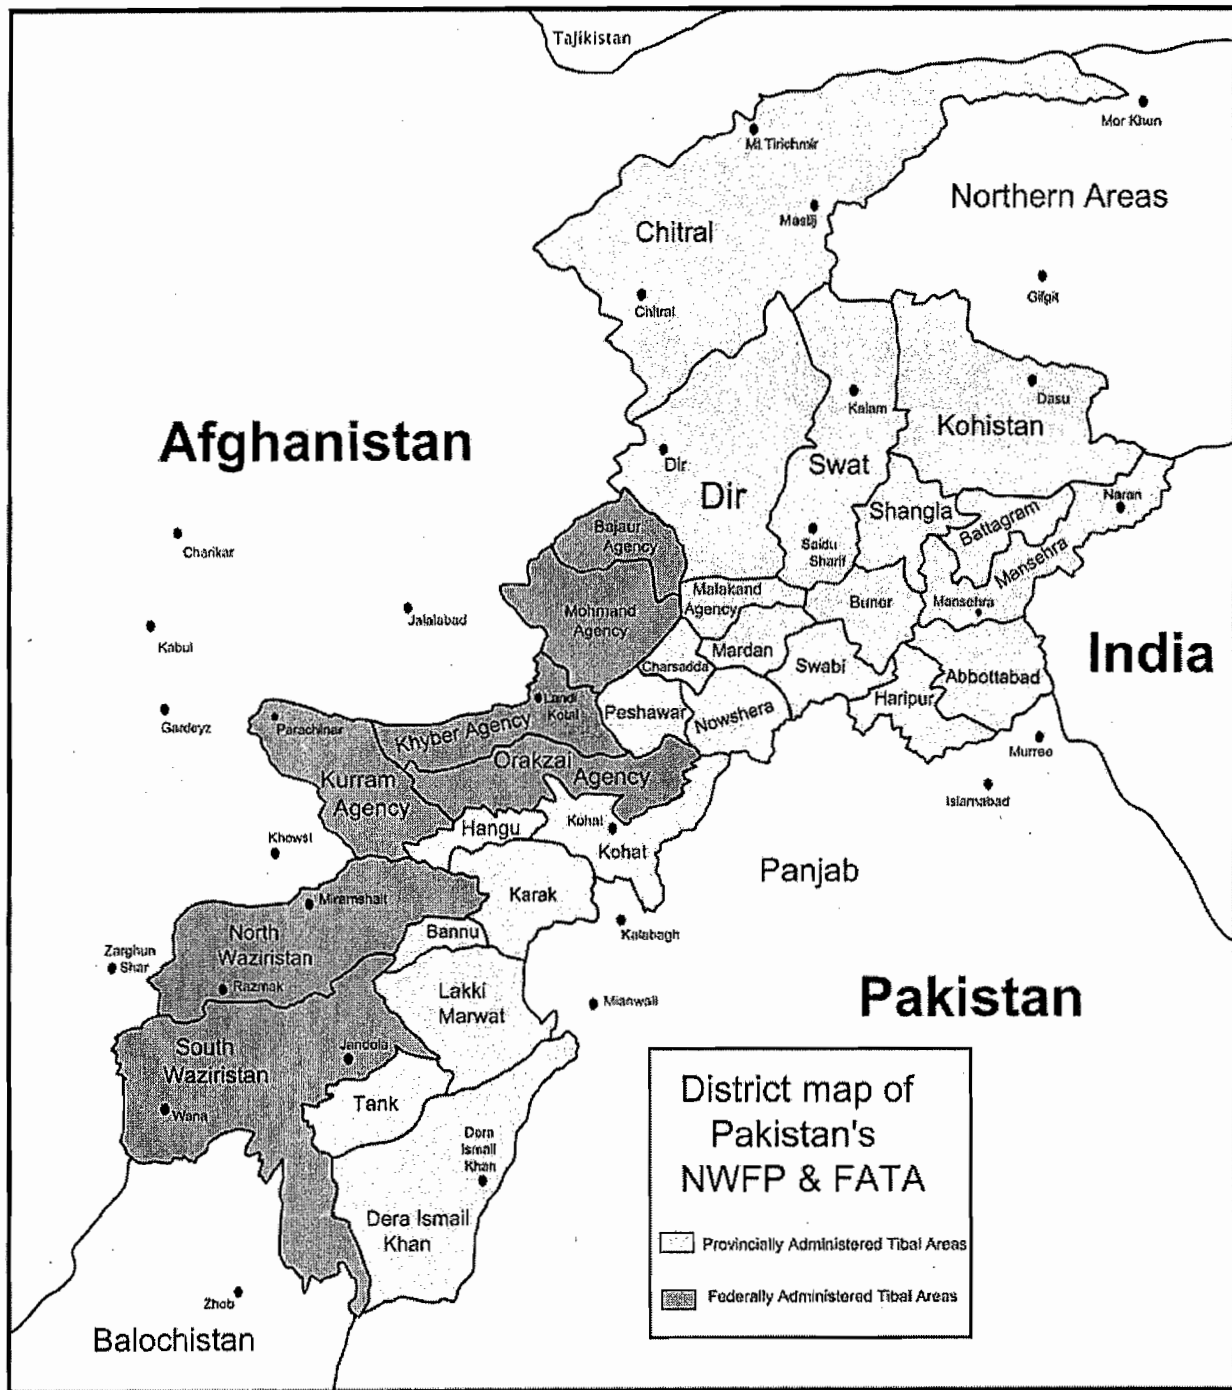 Tajikistan
Mor Khun
Mt. Tirichmir
Northern Areas
Mastij
Chitral
Gilgit
Chitral
Dasu
Kalam
Kohistan
Afghanistan
Dir
Swat
Dir
Naran
Shangla
Battagram
Bajaur
Agency
Charikar
Saidu
Sharif
Mansehra
Malakand
Agency
Buner
Mansehra
Mohmand
Agency
Jalalabad
Kabul
Mardan
India
Charsadda
Swabi
Abbottabad
Landi
Kotal
Haripur
Peshawar
Nowshera
Gardeyz
Parachinar
Khyber Agency
Murree
Orakzai
Agency
Kurram
Agency
Islamabad
Hangu
Kohat
Khowst
Kohat
Panjab
Karak
Miramshah
Kalabagh
North
Waziristan
Bannu
Zarghun
Shar
Razmak
Lakki
Marwat
Mianwali
Pakistan
South
Waziristan
Jandola
Wana
Tank
Dera
Ismail
Khan
Dera Ismail
Khan
Zhob
Balochistan
District map of
Pakistan's
NWFP & FATA
Provincially Administered Tibal Areas
Federally Administered Tibal Areas